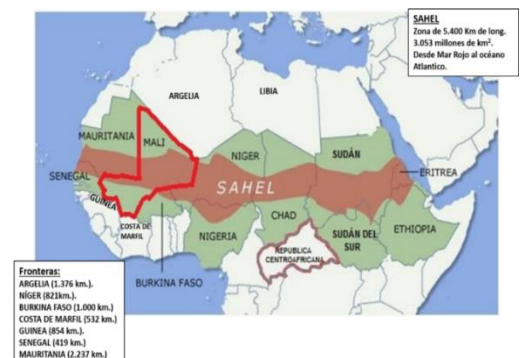 SAHEL
Zona de 5.400 Km de long.
3.053 millones de km².
Desde Mar Rojo al océano
Atlantico.
ARGELIA
LIBIA
MAURITANIA
MALI
NIGER
SUDÁN
SENEGAL
SAHEL
ERITREA
GUINEA
COSTA DE
MARFIL
CHAD
NIGERIA
SUDÁN DEL
SUR
ETHIOPIA
REPUBLICA
CENTROAFRICANA
BURKINA FASO
Fronteras:
ARGELIA (1.376 km.).
NÍGER (821km.).
BURKINA FASO (1.000 km.)
COSTA DE MARFIL (532 km.)
GUINEA (854 km.).
SENEGAL (419 km.)
MAURITANIA (2.237 km.)